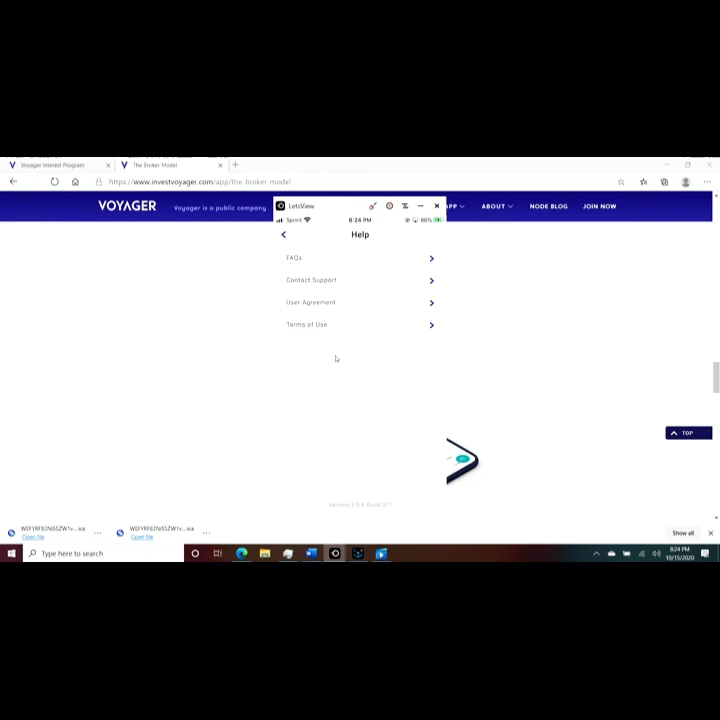 Voyager Interest Program
The Broker Model
https://www.investvoyager.com/app/the-broker-model
VOYAGER Voyager is a public company
APP ABOUT NODE BLOG JOIN NOW
LetsView
Sprint 8:24 PM 86%
Help
FAQs
Contact Support
User Agreement
Terms of Use
TOP
Open file
Open file
Show all
Type here to search
8:24 PM
10/15/2020